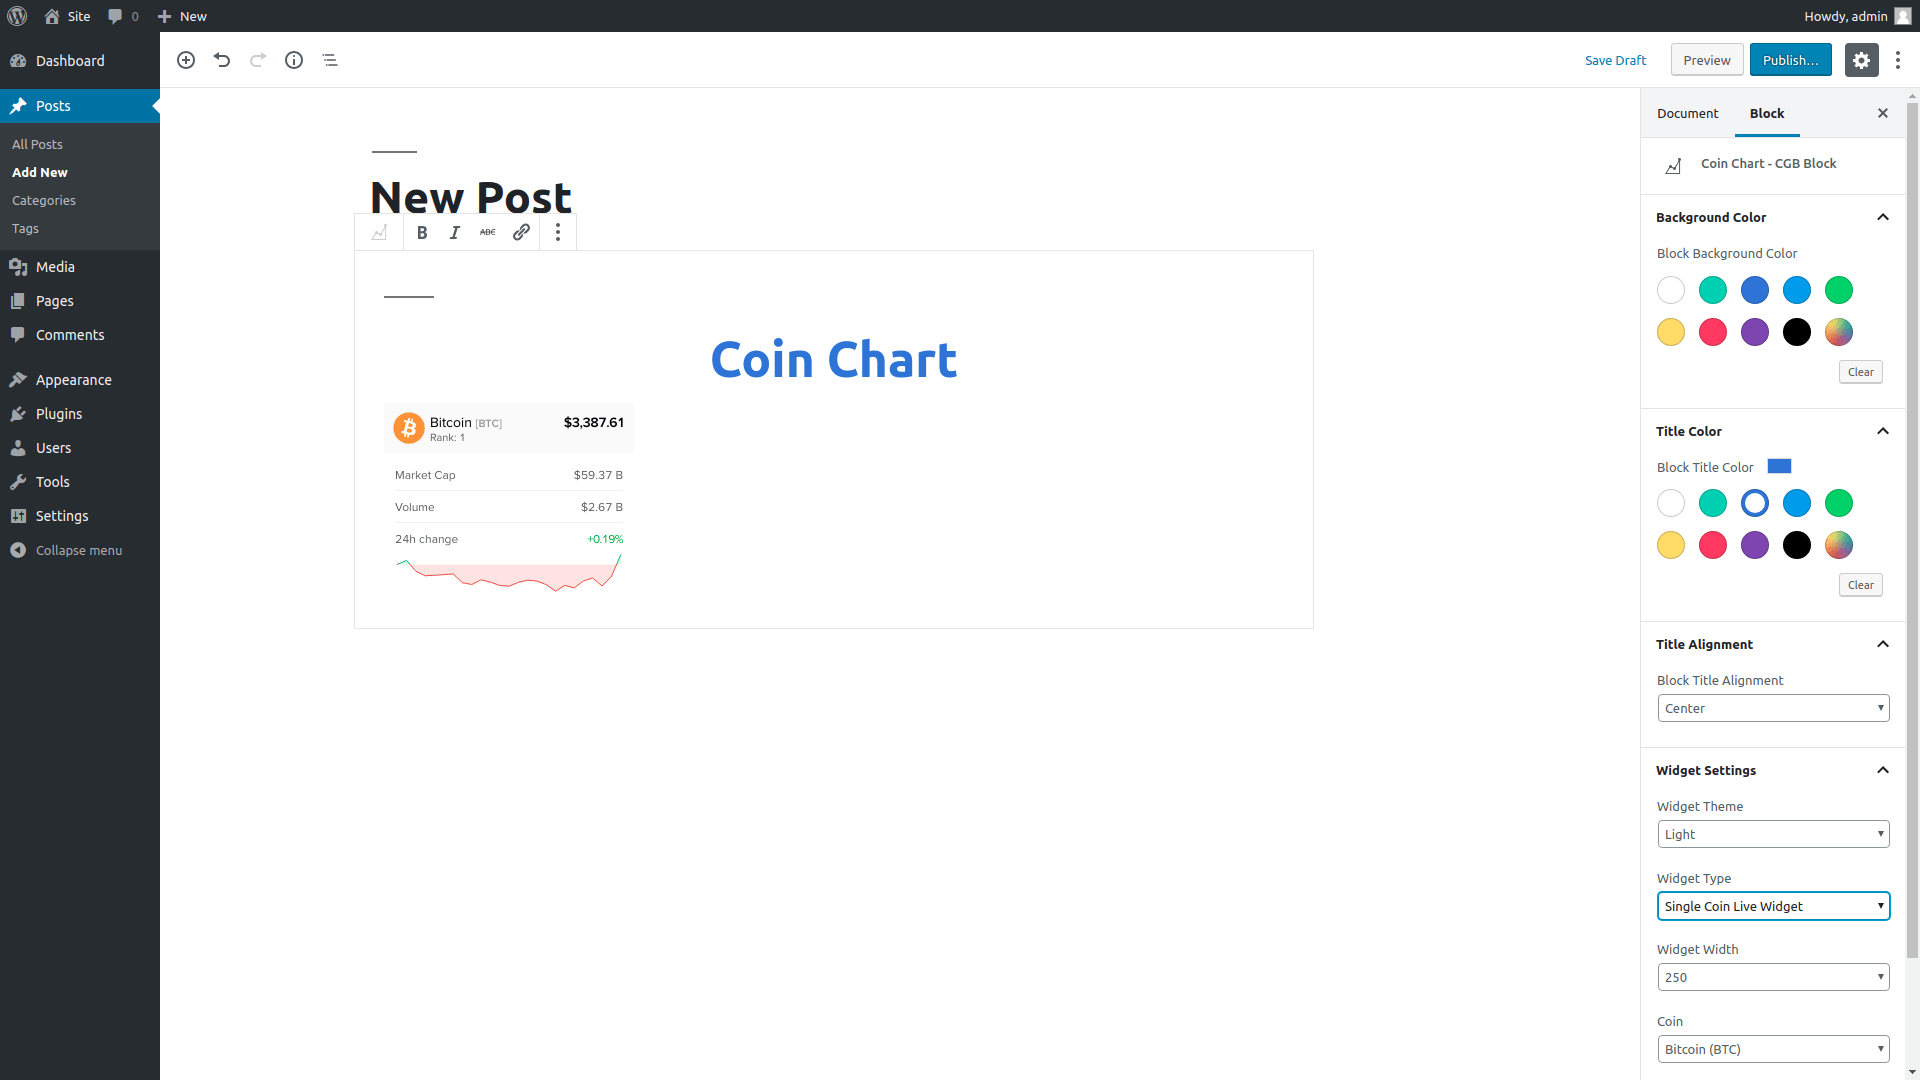 Site
0
New
Howdy, admin
Dashboard
Posts
All Posts
Add New
Categories
Tags
Media
Pages
Comments
Appearance
Plugins
Users
Tools
Settings
Collapse menu
Save Draft
Preview
Publish...
New Post
B
I
ABC
Coin Chart
Bitcoin [BTC]
$3,387.61
Rank: 1
Market Cap
$59.37 B
Volume
$2.67 B
24h change
+0.19%
Document
Block
Coin Chart - CGB Block
Background Color
Block Background Color
Clear
Title Color
Block Title Color
Clear
Title Alignment
Block Title Alignment
Center
Widget Settings
Widget Theme
Light
Widget Type
Single Coin Live Widget
Widget Width
250
Coin
Bitcoin (BTC)